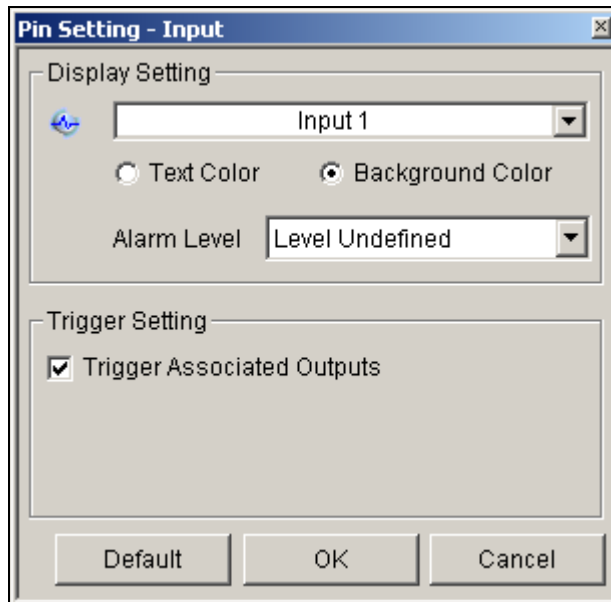 Pin Setting - Input
Display Setting
Input 1
Text Color Background Color
Alarm Level Level Undefined
Trigger Setting
Trigger Associated Outputs
Default OK Cancel